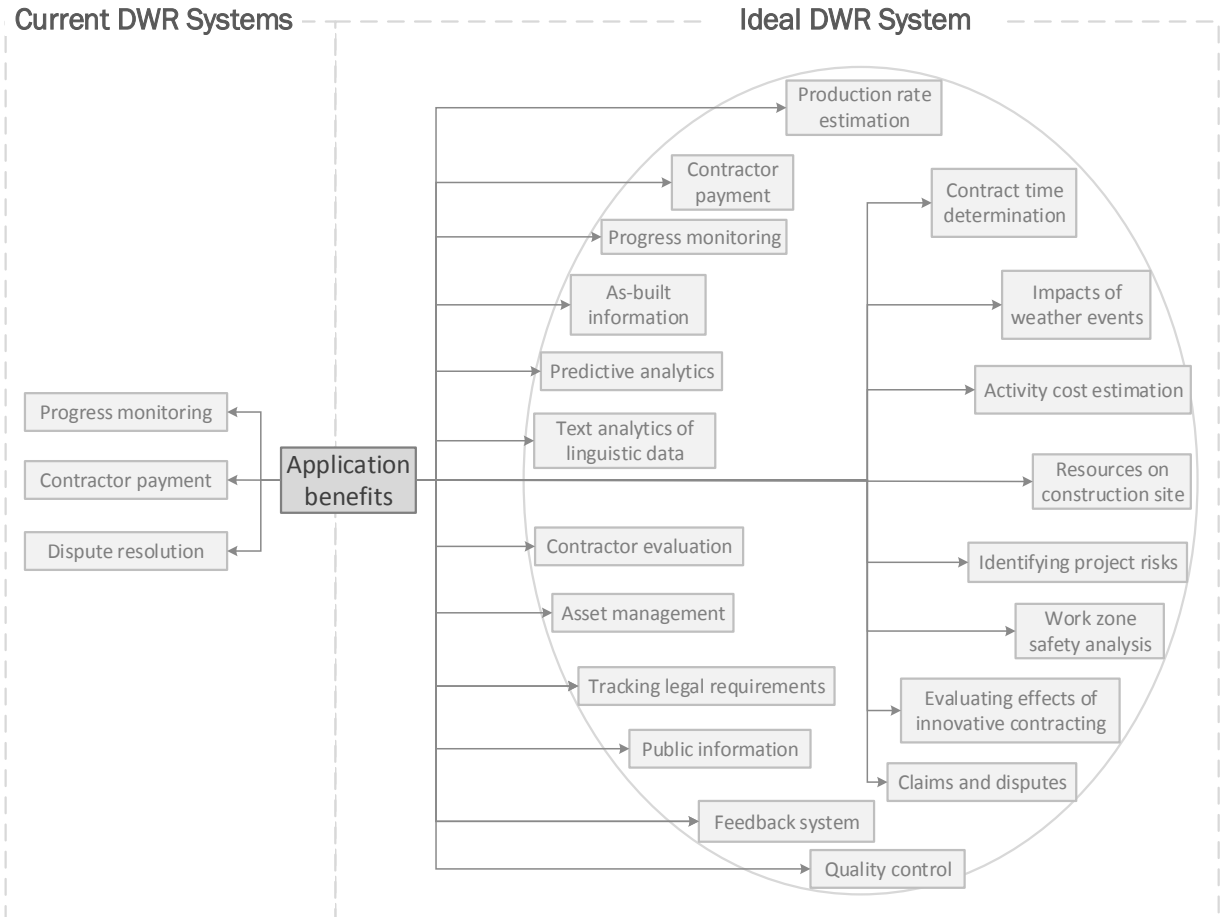 Current DWR Systems
Ideal DWR System
Progress monitoring
Contractor payment
Dispute resolution
Application
benefits
Production rate
estimation
Contractor
payment
Progress monitoring
As-built
information
Predictive analytics
Text analytics of
linguistic data
Contractor evaluation
Asset management
Tracking legal requirements
Public information
Feedback system
Quality control
Contract time
determination
Impacts of
weather events
Activity cost estimation
Resources on
construction site
Identifying project risks
Work zone
safety analysis
Evaluating effects of
innovative contracting
Claims and disputes